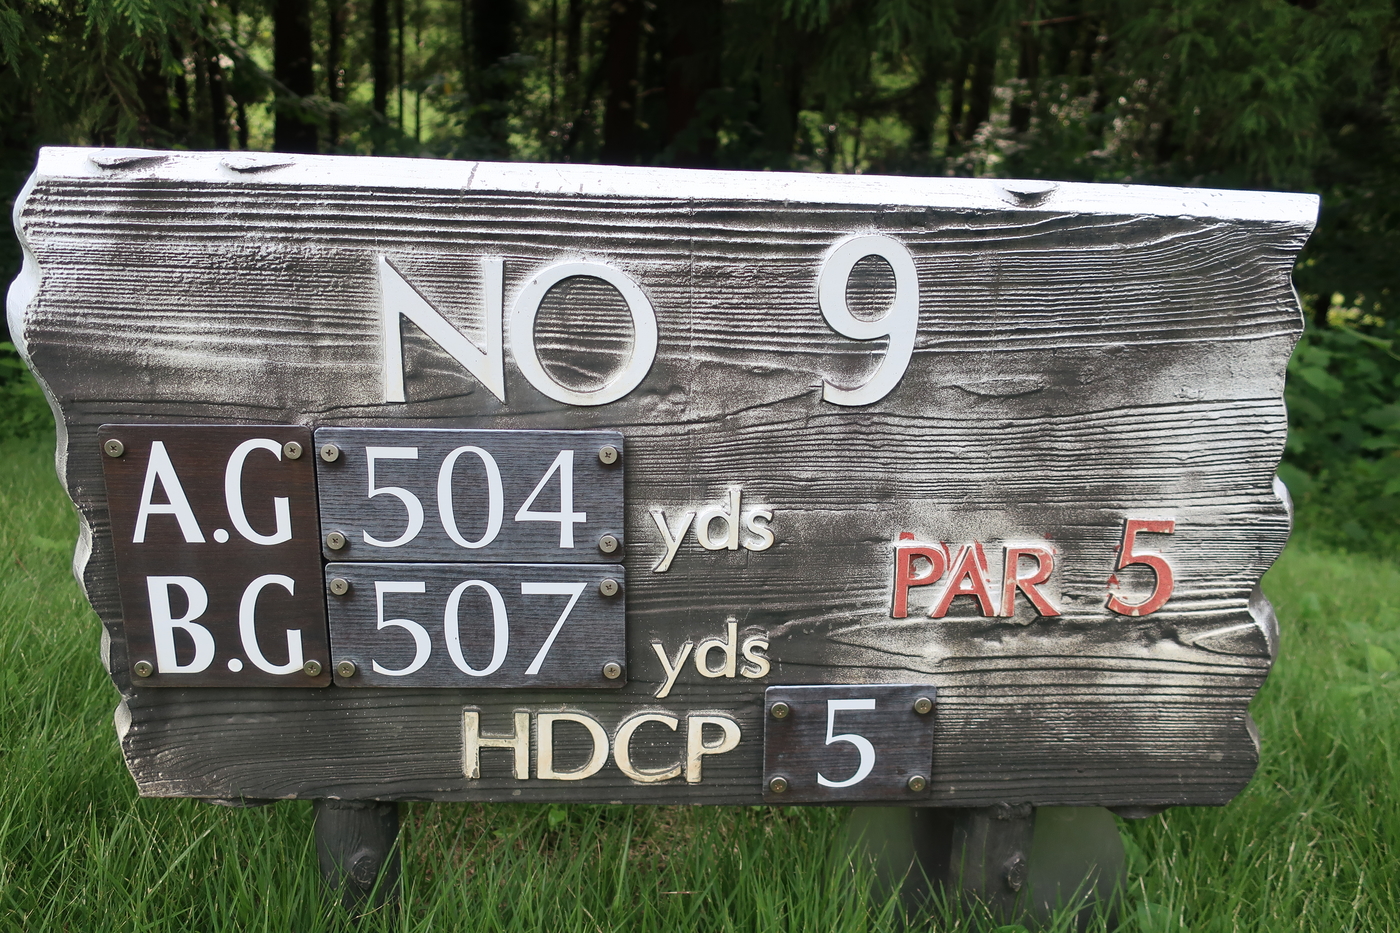 NO 9
A.G 504 yds
B.G 507 yds
PAR 5
HDCP 5